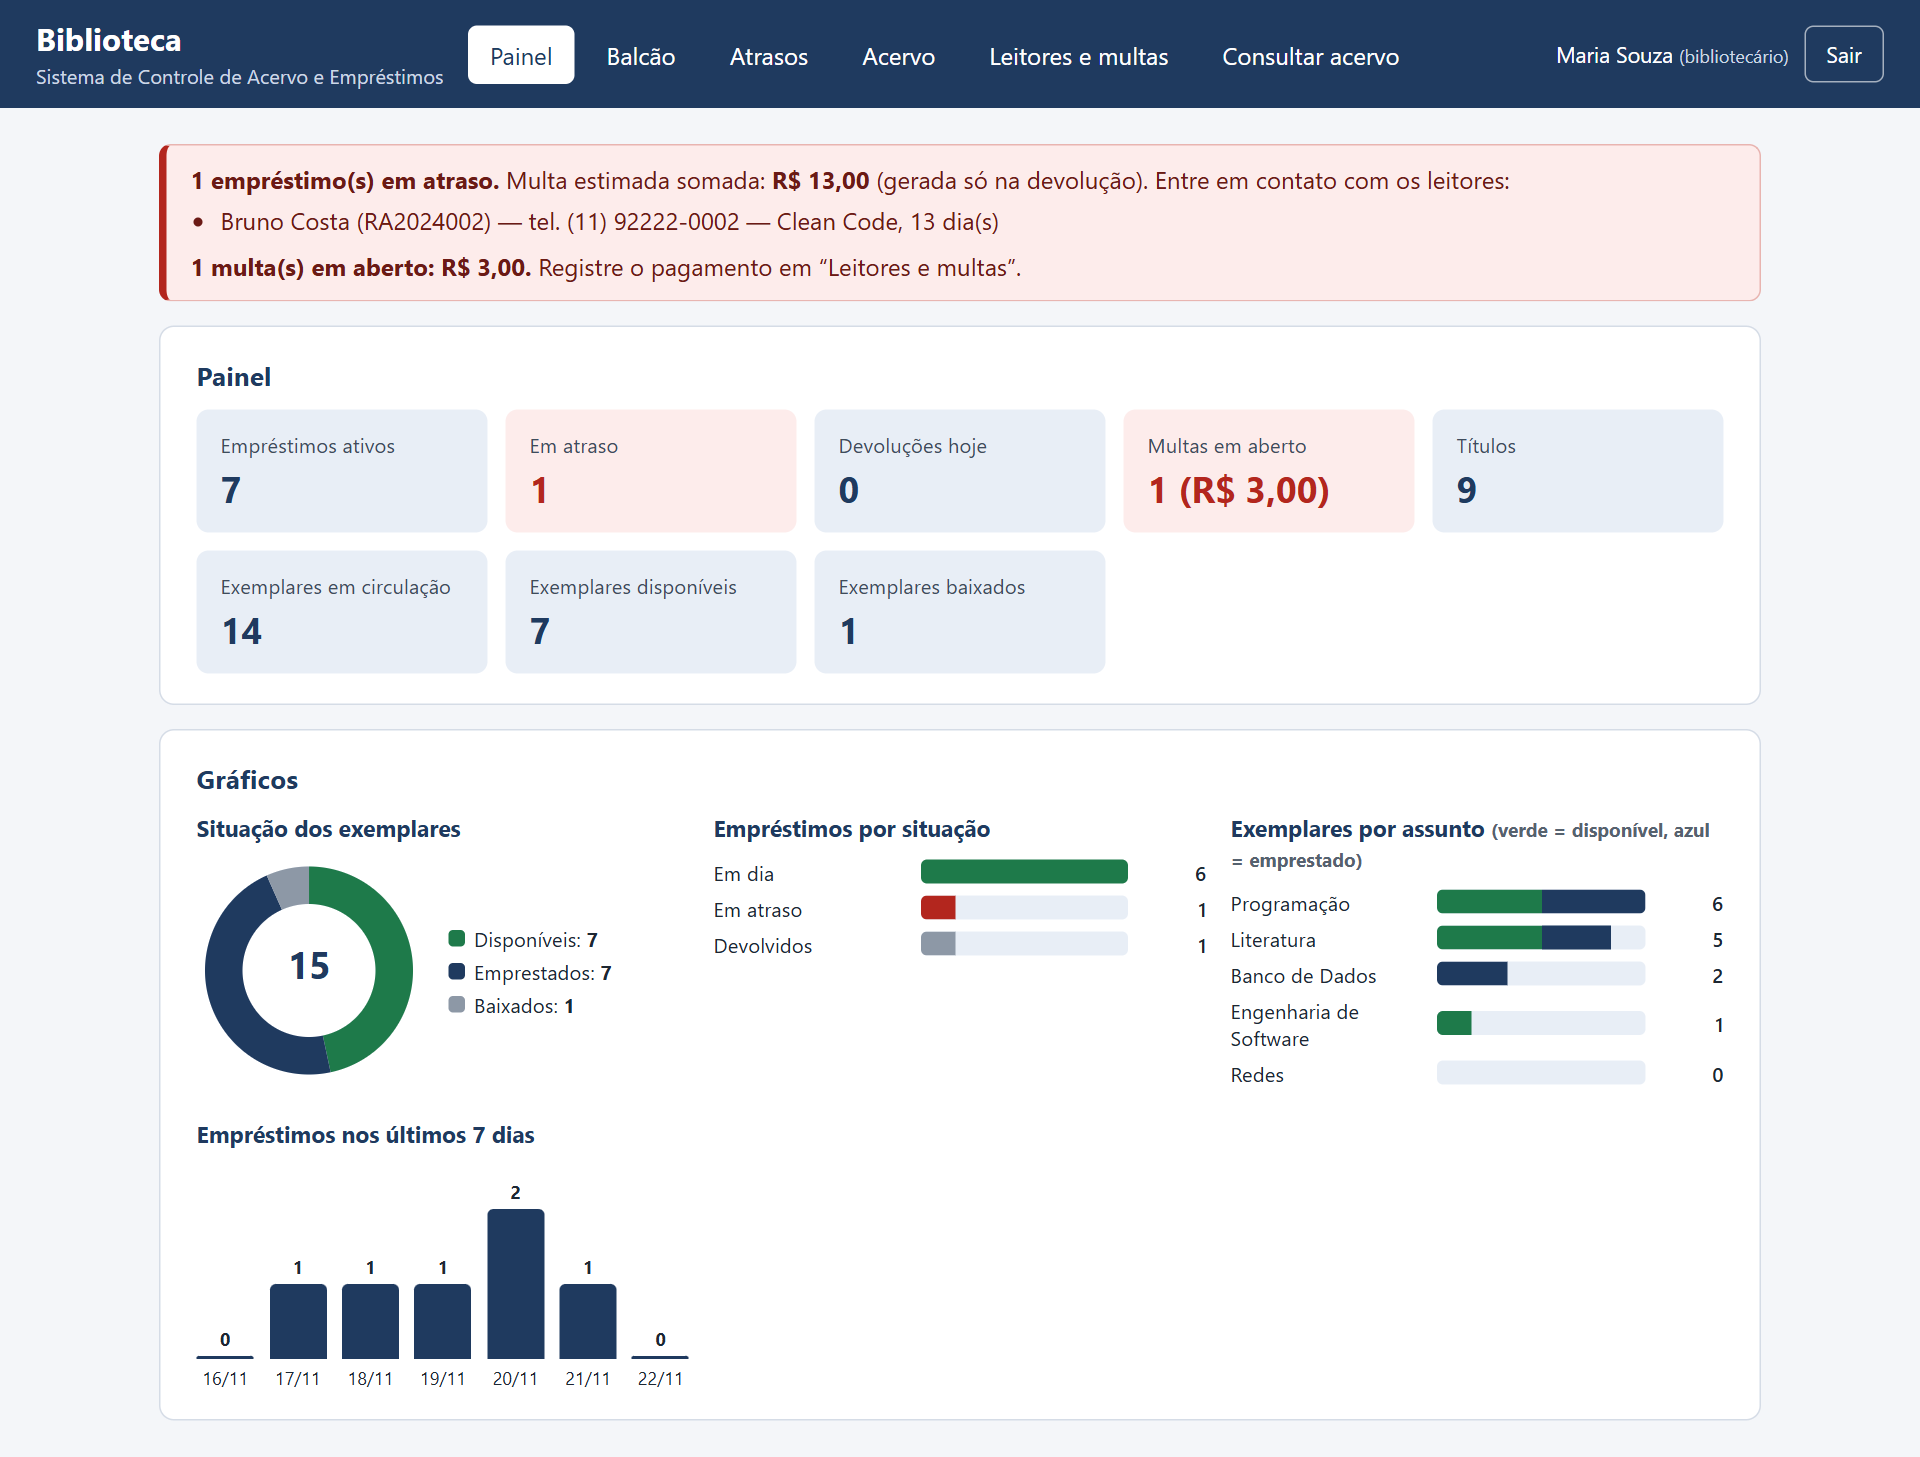 Biblioteca
Sistema de Controle de Acervo e Empréstimos
Painel
Balcão
Atrasos
Acervo
Leitores e multas
Consultar acervo
Maria Souza (bibliotecário)
Sair
1 empréstimo(s) em atraso. Multa estimada somada: R$ 13,00 (gerada só na devolução). Entre em contato com os leitores:
• Bruno Costa (RA2024002) — tel. (11) 92222-0002 — Clean Code, 13 dia(s)
1 multa(s) em aberto: R$ 3,00. Registre o pagamento em “Leitores e multas”.
Painel
Empréstimos ativos
7
Em atraso
1
Devoluções hoje
0
Multas em aberto
1 (R$ 3,00)
Títulos
9
Exemplares em circulação
14
Exemplares disponíveis
7
Exemplares baixados
1
Gráficos
Situação dos exemplares
15
Disponíveis: 7
Emprestados: 7
Baixados: 1
Empréstimos por situação
Em dia 6
Em atraso 1
Devolvidos 1
Exemplares por assunto (verde = disponível, azul
= emprestado)
Programação 6
Literatura 5
Banco de Dados 2
Engenharia de
Software 1
Redes 0
Empréstimos nos últimos 7 dias
0 1 1 1 2 1 0
16/11 17/11 18/11 19/11 20/11 21/11 22/11